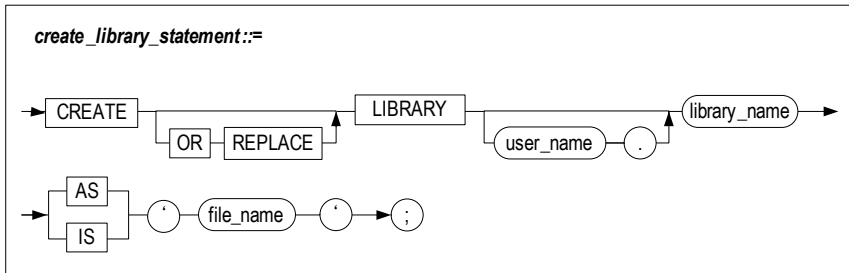 create_library_statement::=
CREATE OR REPLACE LIBRARY user_name . library_name
AS IS ‘ file_name ‘ ;